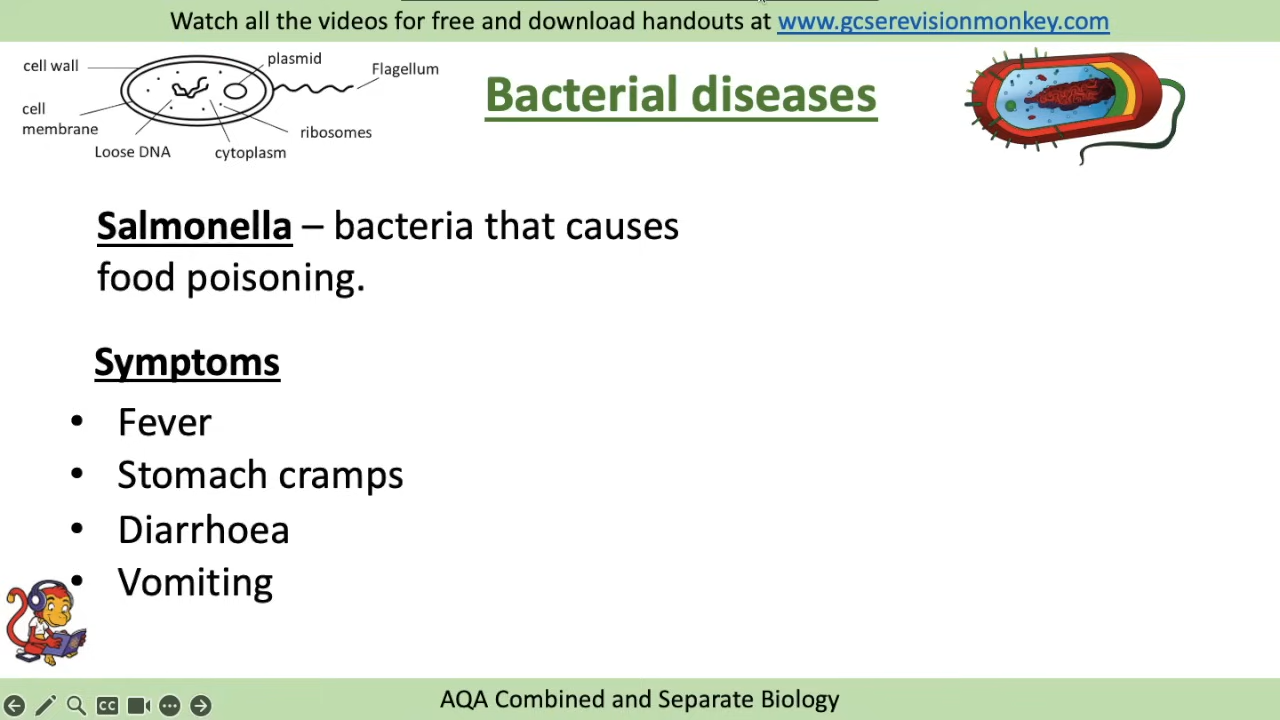 Watch all the videos for free and download handouts at www.gcserevisionmonkey.com
cell wall
plasmid
Flagellum
cell
membrane
ribosomes
Loose DNA
cytoplasm
Bacterial diseases
Salmonella – bacteria that causes
food poisoning.
Symptoms
• Fever
• Stomach cramps
• Diarrhoea
• Vomiting
CC
AQA Combined and Separate Biology